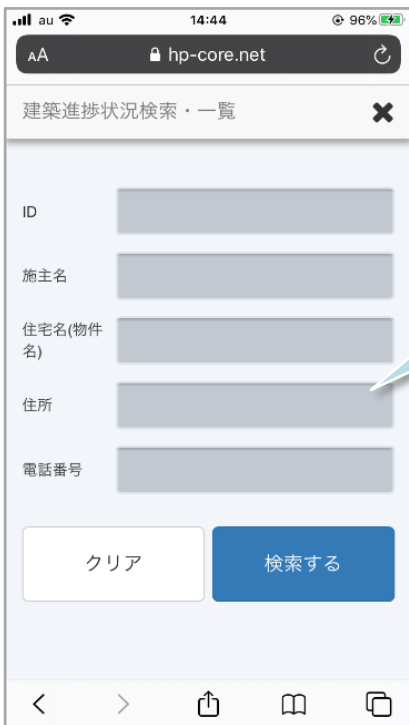 au 14:44 96%
AA hp-core.net
建築進捗状況検索・一覧
ID
施主名
住宅名(物件
名)
住所
電話番号
クリア 検索する